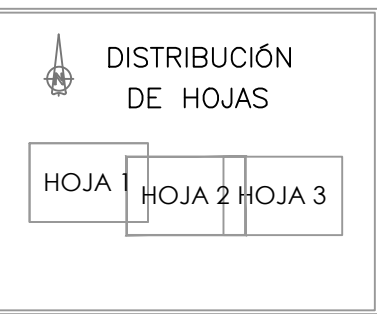 N
DISTRIBUCIÓN
DE HOJAS
HOJA 1
HOJA 2
HOJA 3